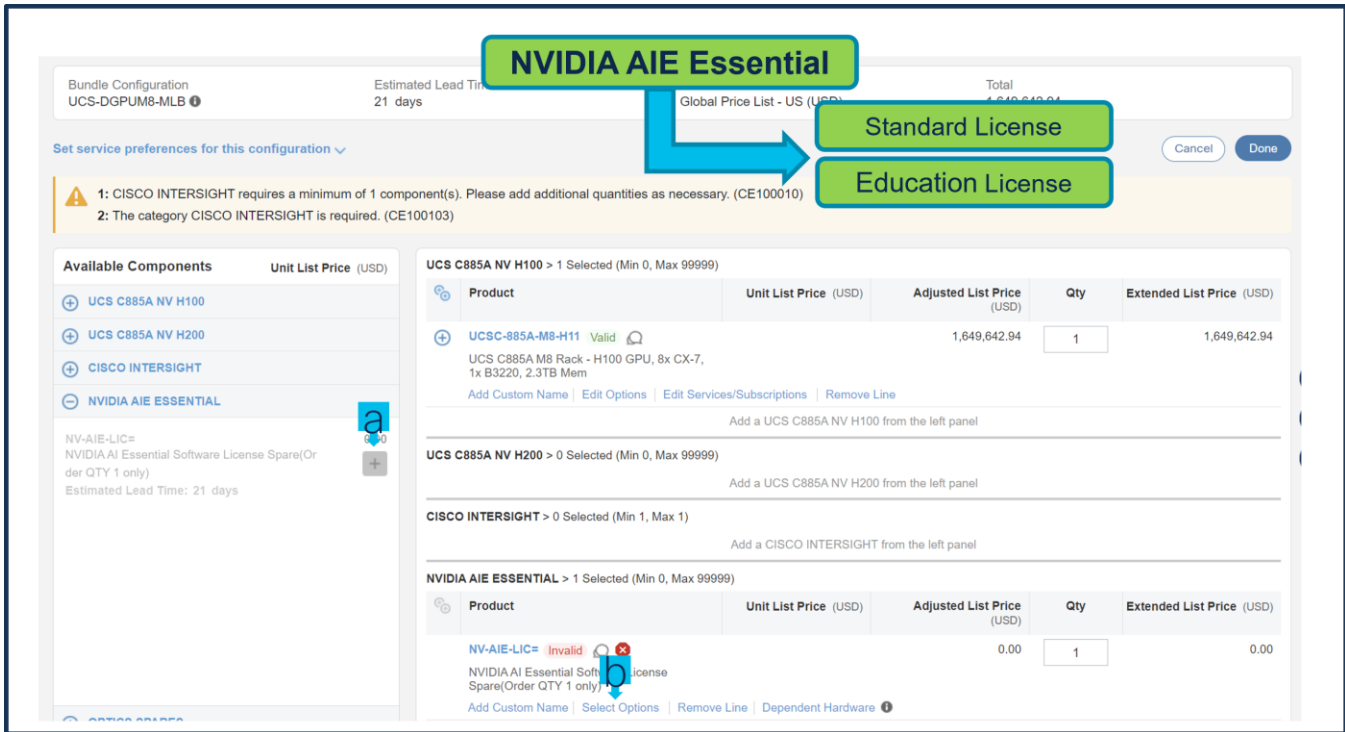 NVIDIA AIE Essential
Bundle Configuration
UCS-DGPUM8-MLB
Estimated Lead Tim
21 days
Global Price List - US (USD)
Total
Standard License
Education License
Set service preferences for this configuration
Cancel
Done
1: CISCO INTERSIGHT requires a minimum of 1 component(s). Please add additional quantities as necessary. (CE100010)
2: The category CISCO INTERSIGHT is required. (CE100103)
Available Components Unit List Price (USD)
UCS C885A NV H100
UCS C885A NV H200
CISCO INTERSIGHT
NVIDIA AIE ESSENTIAL
a
NV-AIE-LIC=
NVIDIA AI Essential Software License Spare(Or
der QTY 1 only)
Estimated Lead Time: 21 days
UCS C885A NV H100 > 1 Selected (Min 0, Max 99999)
Product Unit List Price (USD) Adjusted List Price (USD) Qty Extended List Price (USD)
UCSC-885A-M8-H11 Valid 1,649,642.94 1 1,649,642.94
UCS C885A M8 Rack - H100 GPU, 8x CX-7,
1x B3220, 2.3TB Mem
Add Custom Name | Edit Options | Edit Services/Subscriptions | Remove Line
Add a UCS C885A NV H100 from the left panel
UCS C885A NV H200 > 0 Selected (Min 0, Max 99999)
Add a UCS C885A NV H200 from the left panel
CISCO INTERSIGHT > 0 Selected (Min 1, Max 1)
Add a CISCO INTERSIGHT from the left panel
NVIDIA AIE ESSENTIAL > 1 Selected (Min 0, Max 99999)
Product Unit List Price (USD) Adjusted List Price (USD) Qty Extended List Price (USD)
NV-AIE-LIC= Invalid 0.00 1 0.00
NVIDIA AI Essential Software License
Spare(Order QTY 1 only)
b
Add Custom Name | Select Options | Remove Line | Dependent Hardware